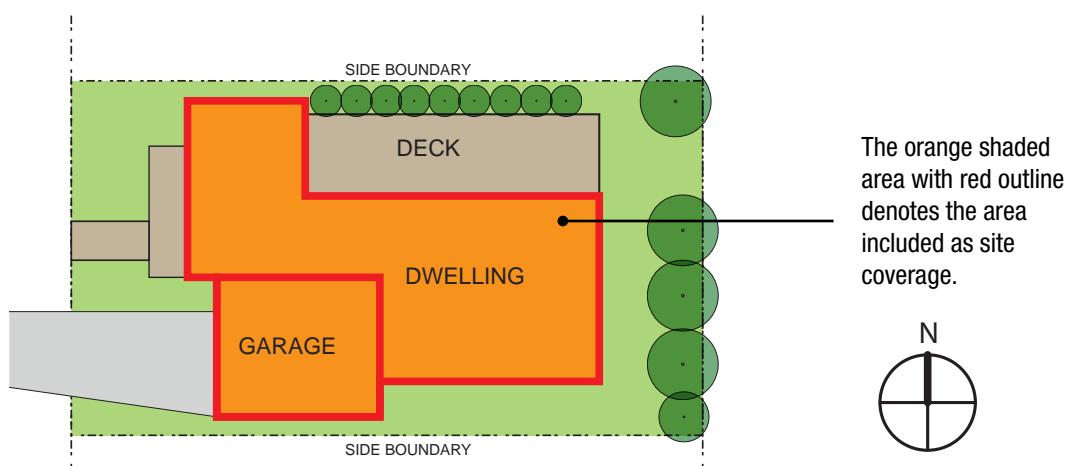 SIDE BOUNDARY
DECK
DWELLING
GARAGE
SIDE BOUNDARY
The orange shaded
area with red outline
denotes the area
included as site
coverage.
N